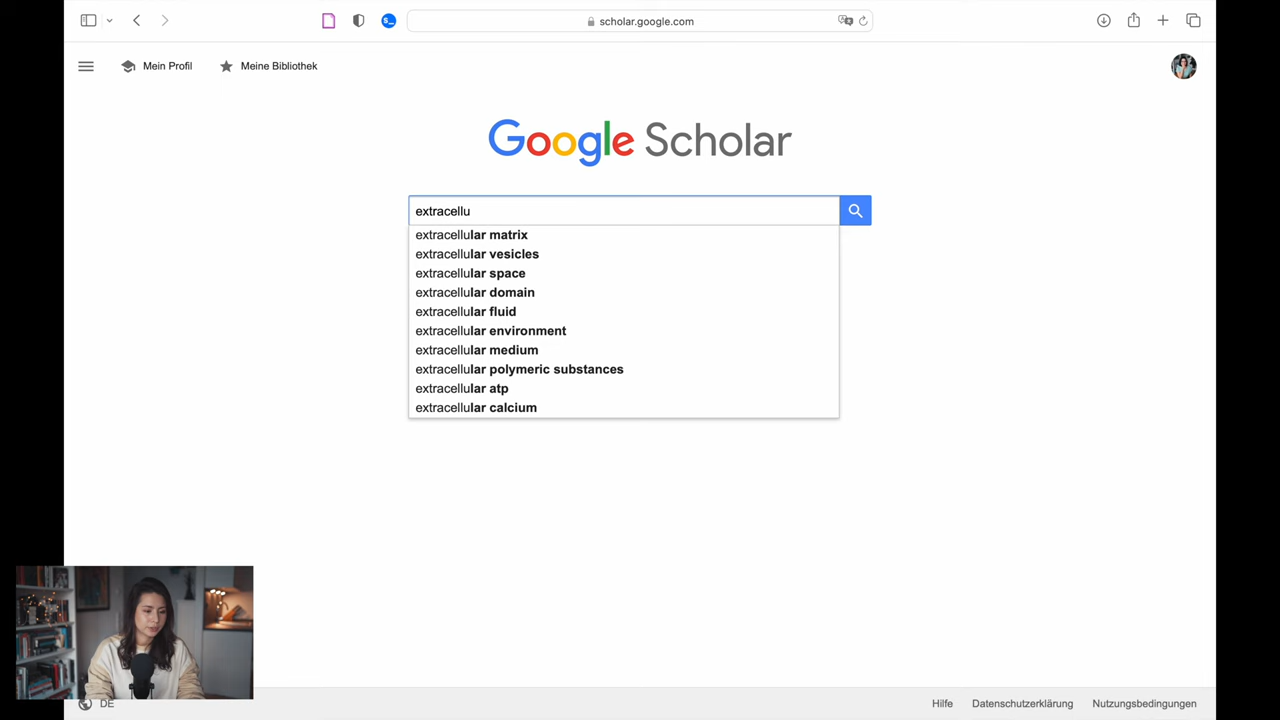 scholar.google.com
Mein Profil
Meine Bibliothek
Google Scholar
extracellu
extracellular matrix
extracellular vesicles
extracellular space
extracellular domain
extracellular fluid
extracellular environment
extracellular medium
extracellular polymeric substances
extracellular atp
extracellular calcium
DE
Hilfe
Datenschutzerklärung
Nutzungsbedingungen